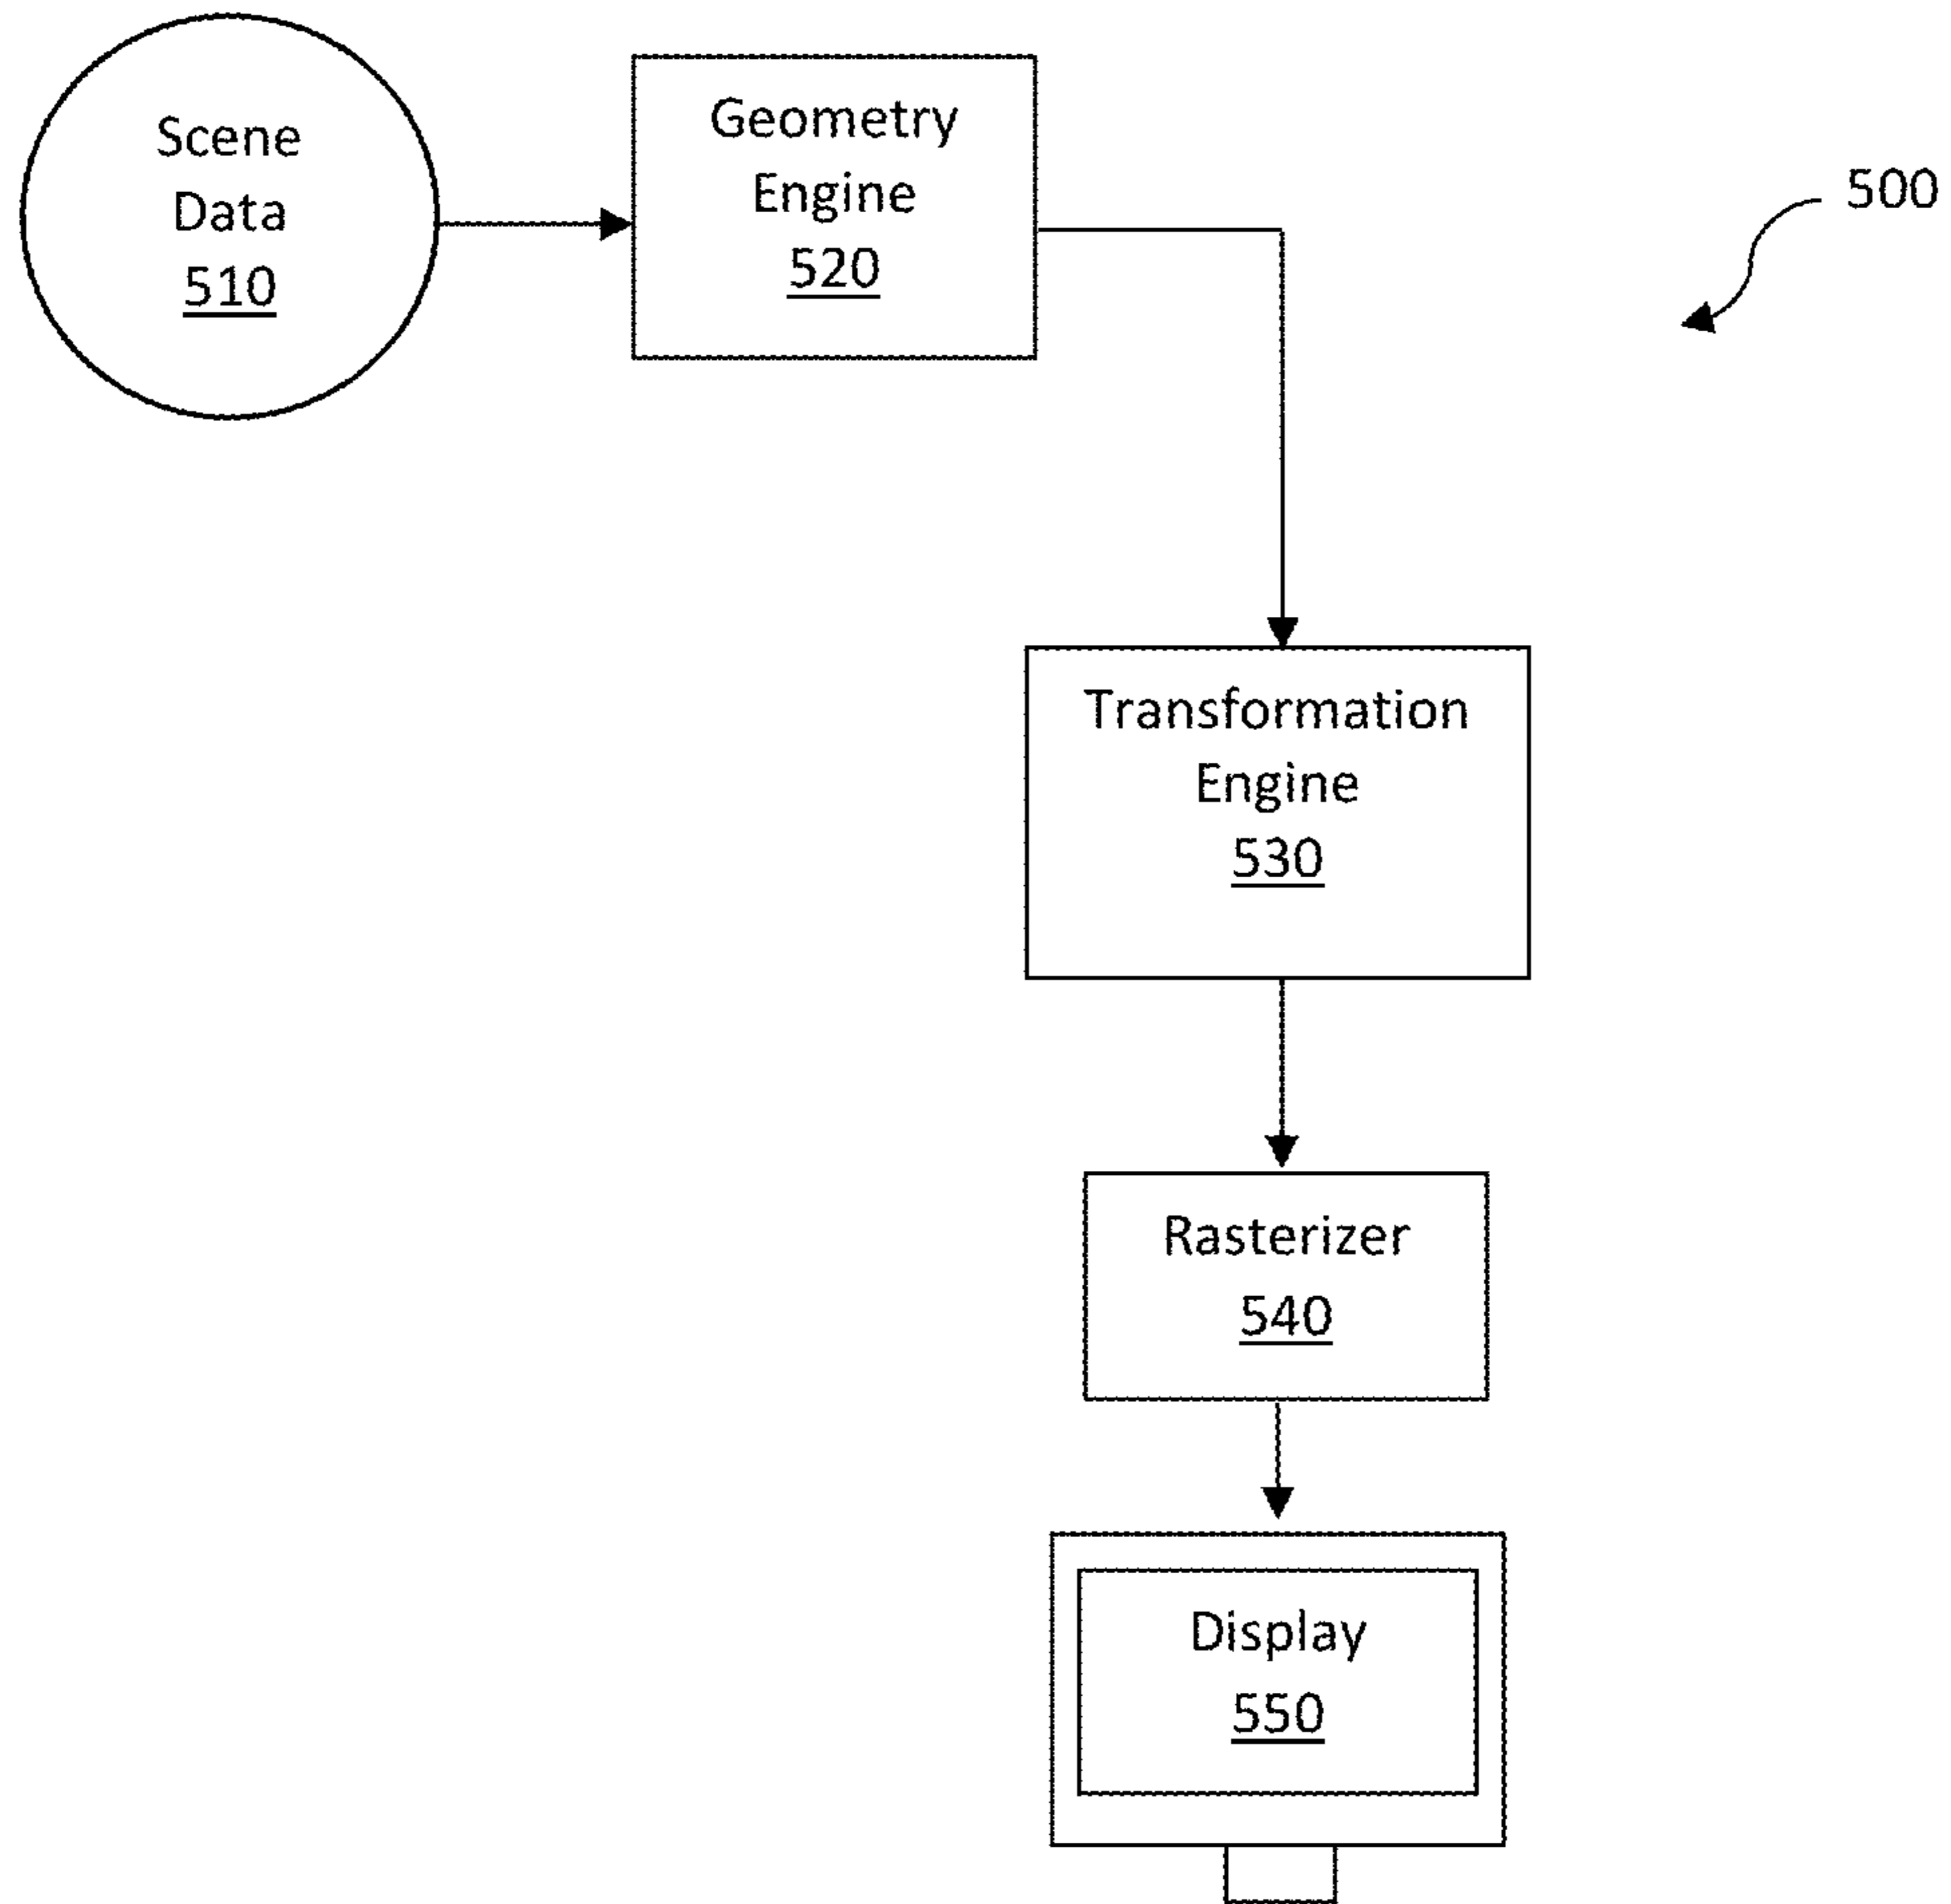 Scene
Data
510
Geometry
Engine
520
500
Transformation
Engine
530
Rasterizer
540
Display
550